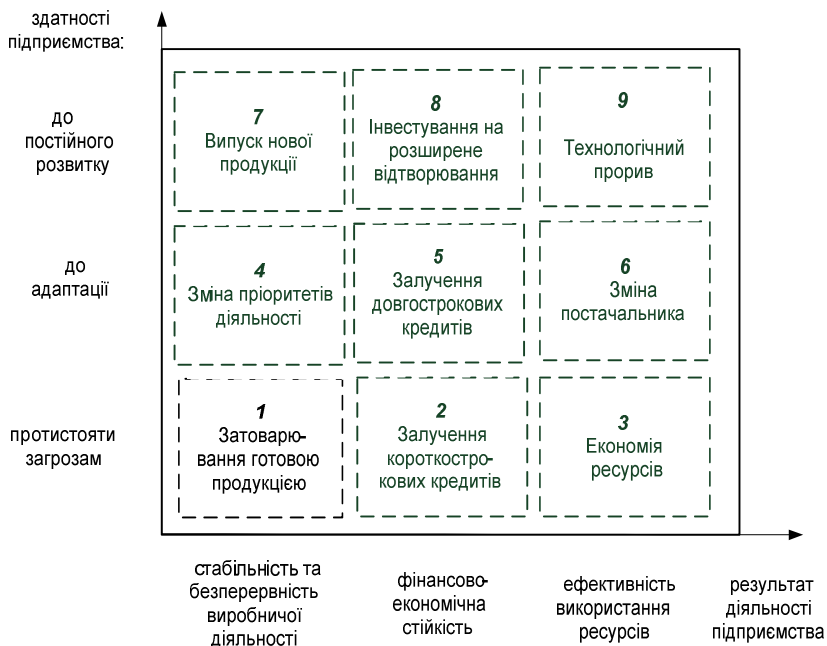 здатності
підприємства:
до
постійного
розвитку
7
Випуск нової
продукції
8
Інвестування на
розширене
відтворювання
9
Технологічний
прорив
до
адаптації
4
Зміна пріоритетів
діяльності
5
Залучення
довгострокових
кредитів
6
Зміна
постачальника
протистояти
загрозам
1
Затоварю-
вання готовою
продукцією
2
Залучення
короткостро-
кових кредитів
3
Економія
ресурсів
стабільність та
безперервність
виробничої
діяльності
фінансово-
економічна
стійкість
ефективність
використання
ресурсів
результат
діяльності
підприємства